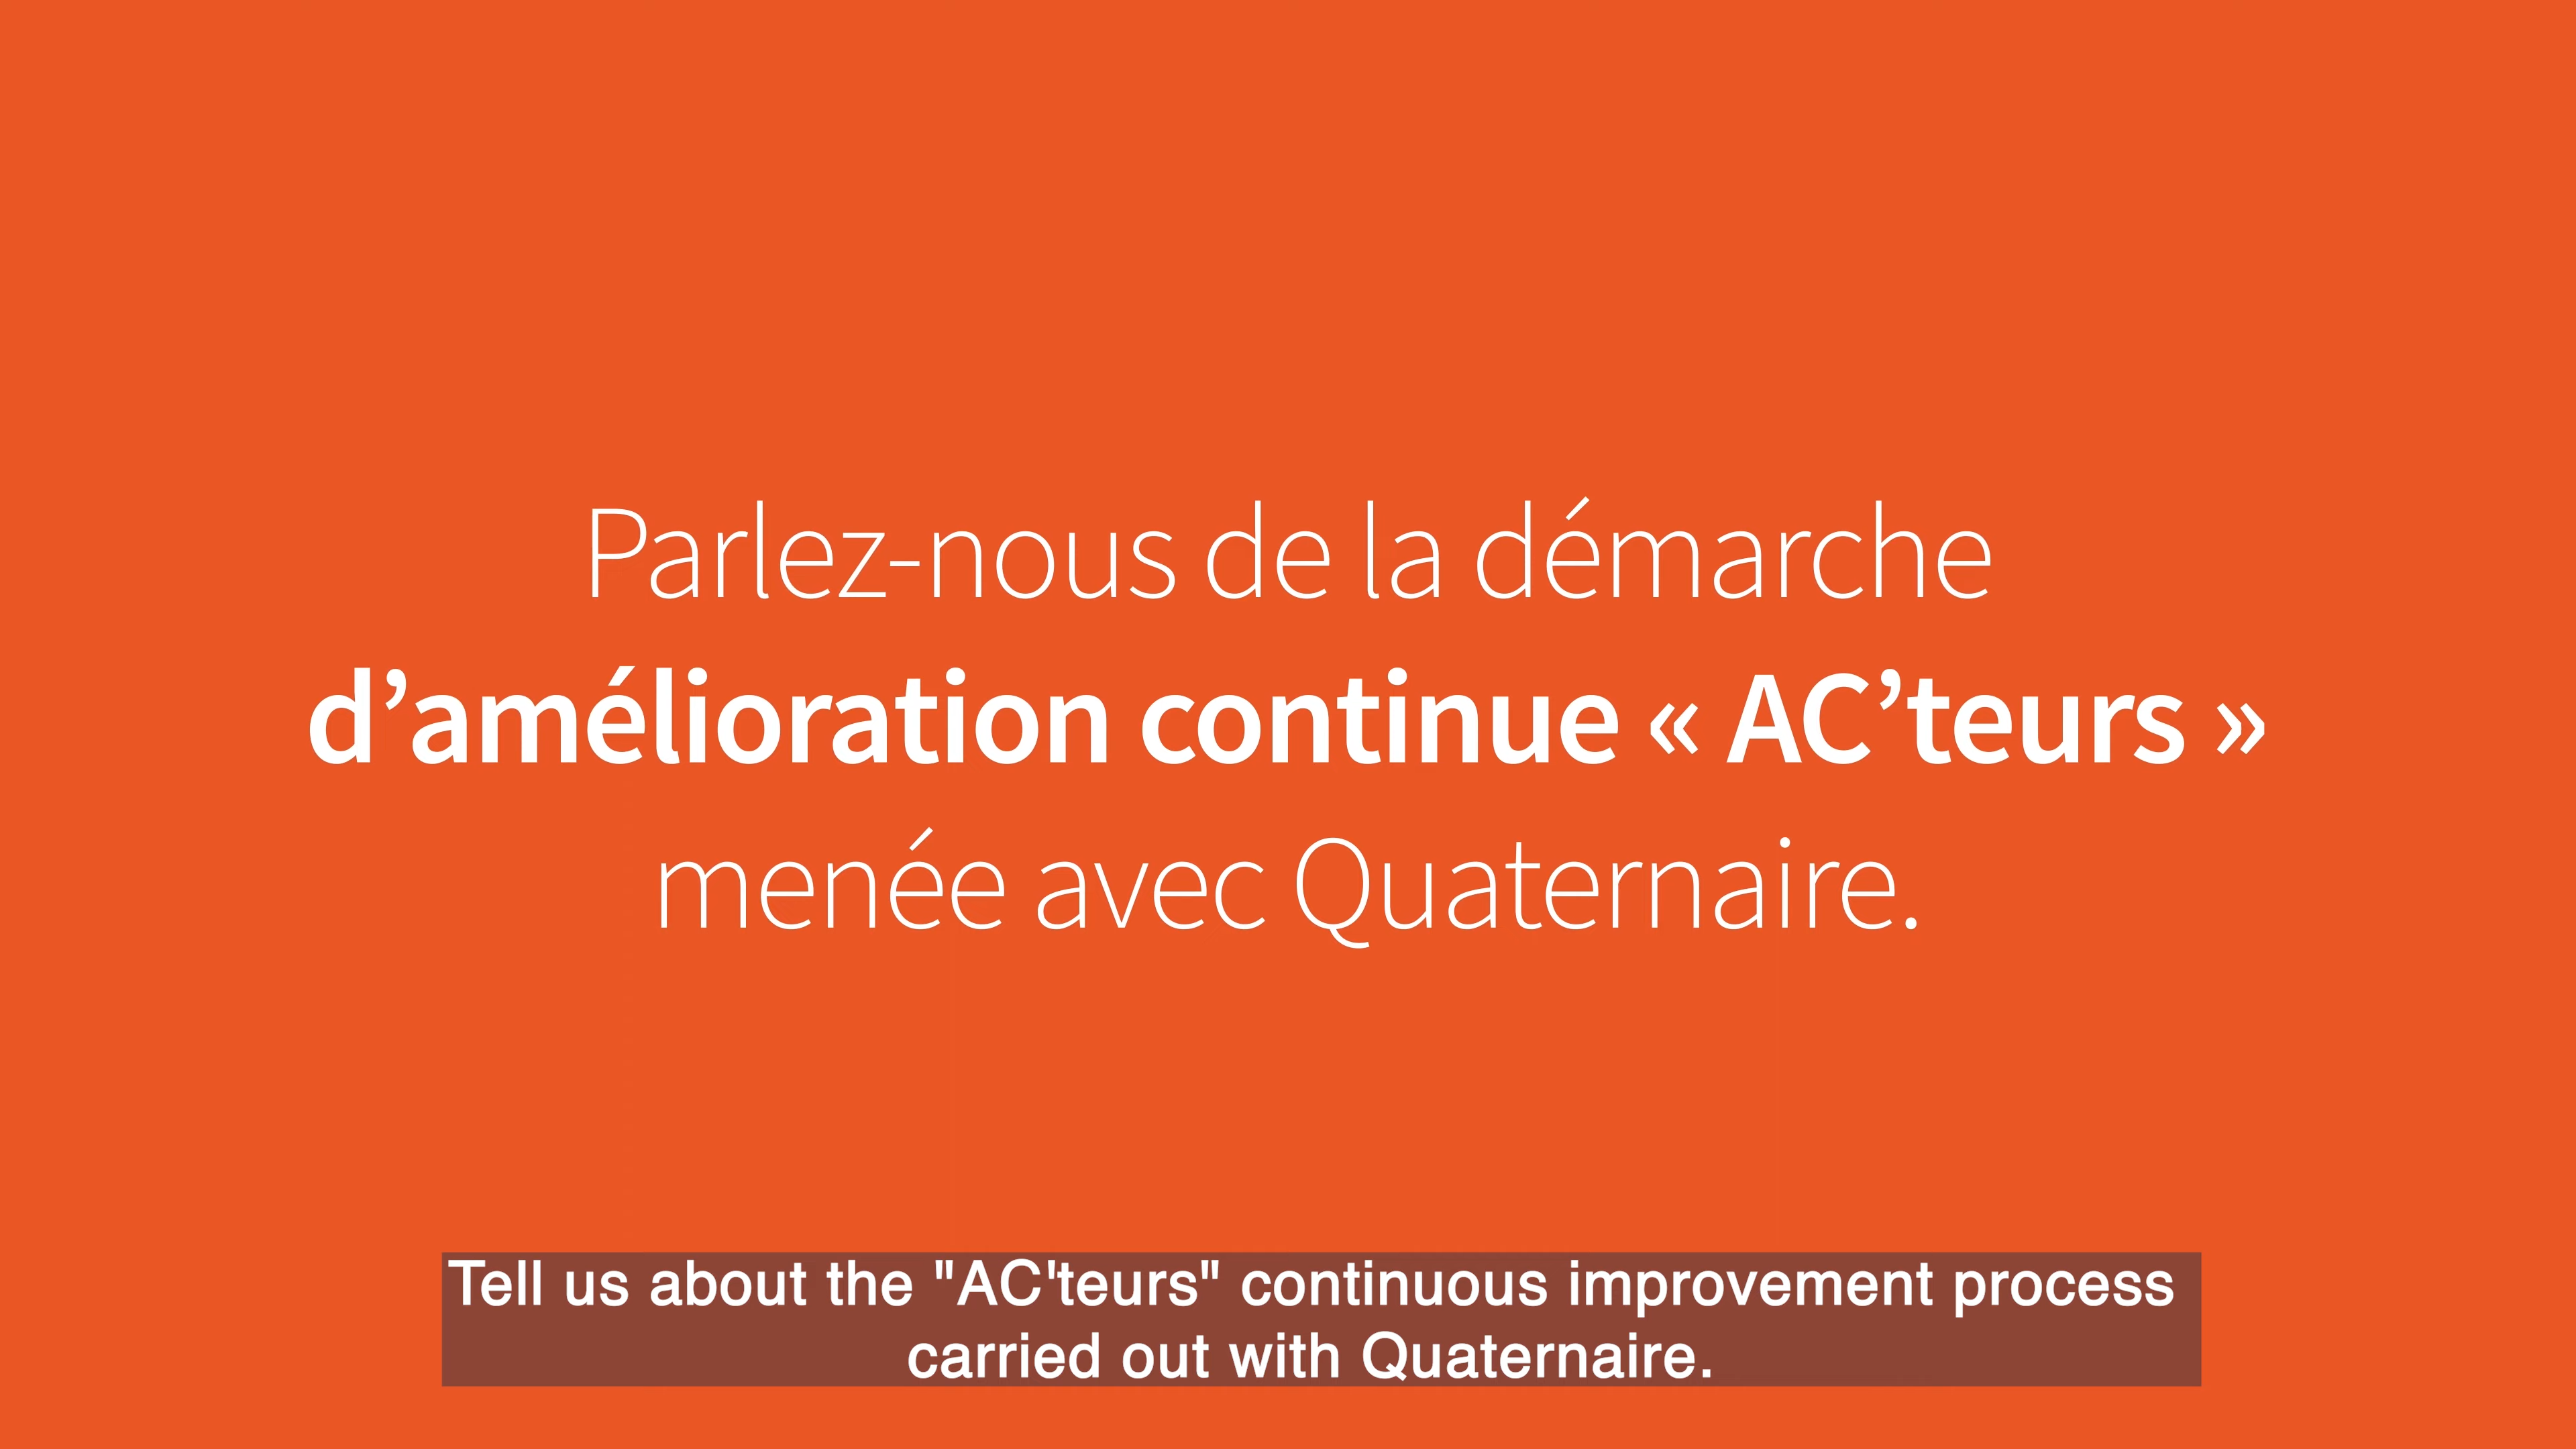 Parlez-nous de la démarche
d’amélioration continue « AC’teurs »
menée avec Quaternaire.
Tell us about the "AC'teurs" continuous improvement process
carried out with Quaternaire.